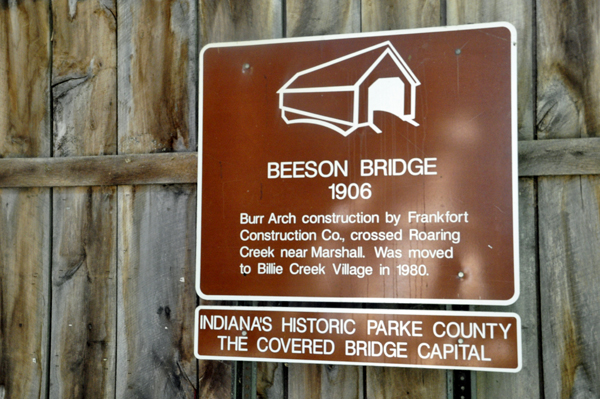 BEESON BRIDGE
1906
Burr Arch construction by Frankfort
Construction Co., crossed Roaring
Creek near Marshall. Was moved
to Billie Creek Village in 1980.
INDIANA'S HISTORIC PARKE COUNTY
THE COVERED BRIDGE CAPITAL